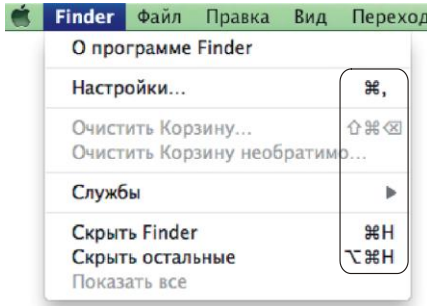 Finder Файл Правка Вид Переход
О программе Finder
Настройки... ⌘,
Очистить Корзину... ⇧⌘⌫
Очистить Корзину необратимо...
Службы ▶
Скрыть Finder ⌘H
Скрыть остальные ⌥⌘H
Показать все